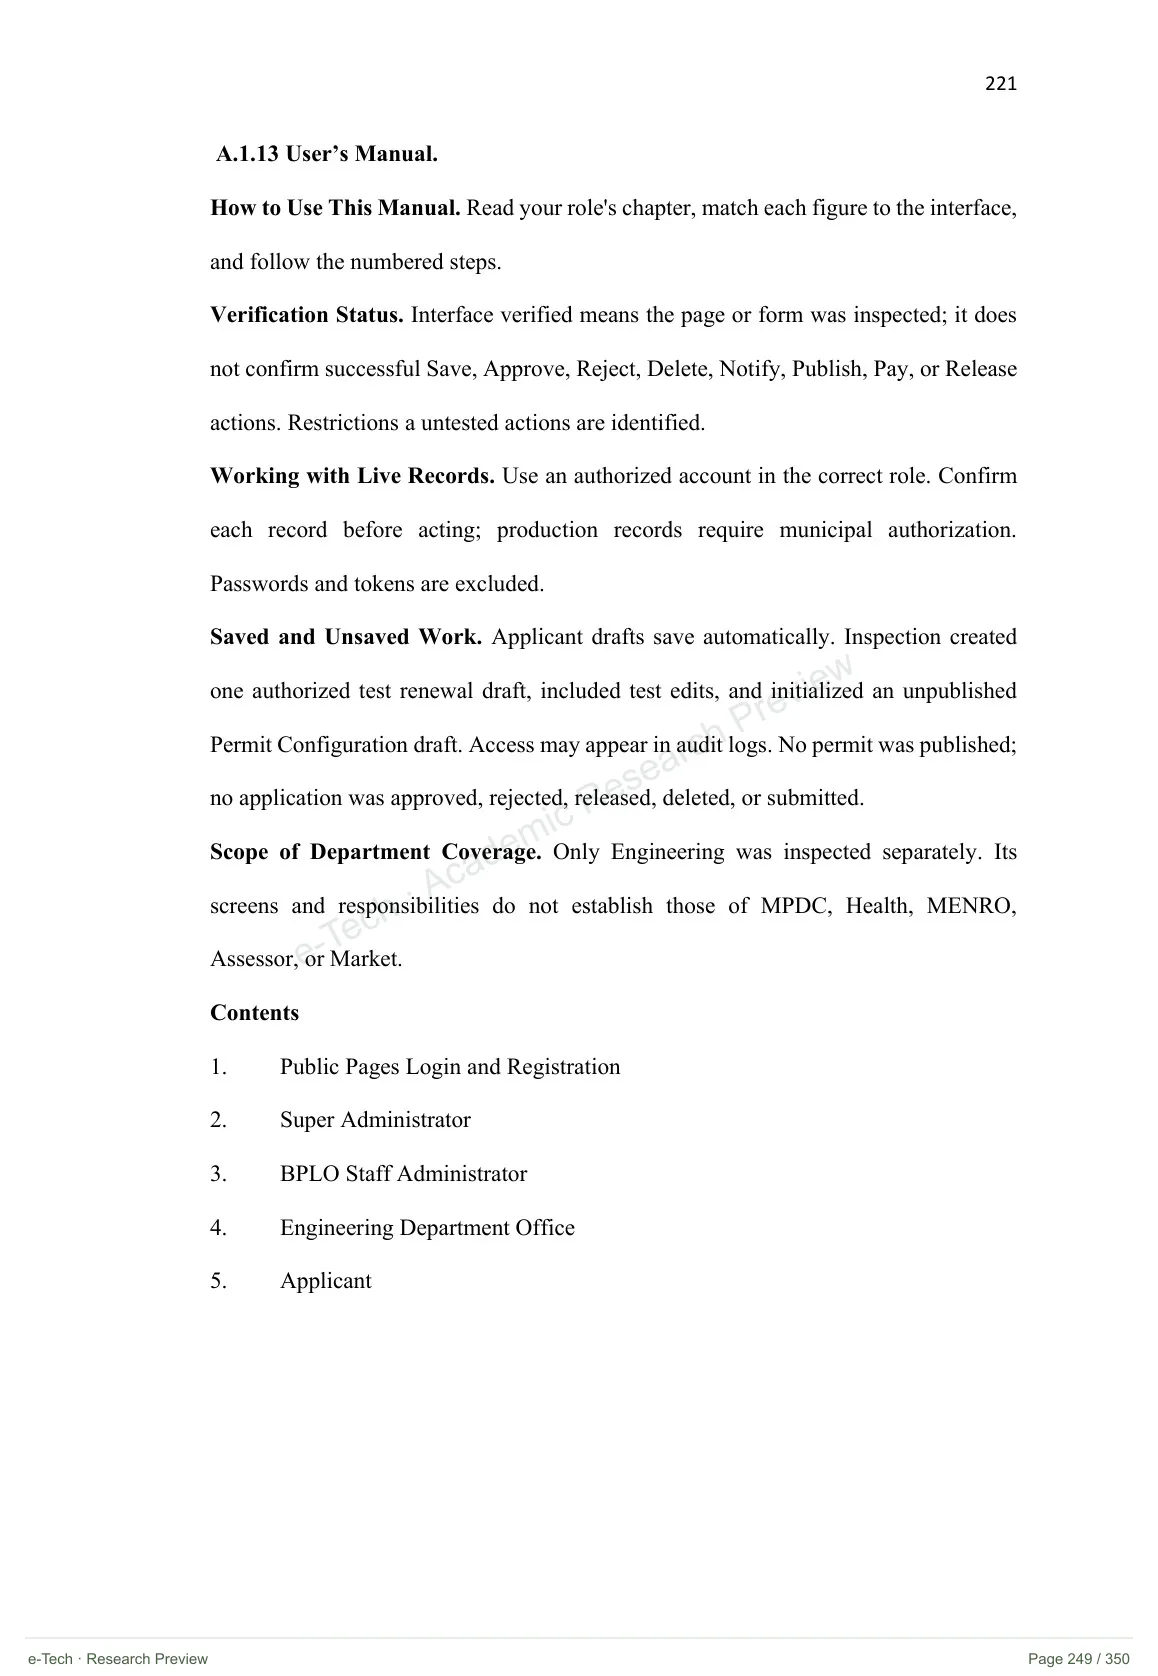 221
A.1.13 User’s Manual.
How to Use This Manual. Read your role's chapter, match each figure to the interface,
and follow the numbered steps.
Verification Status. Interface verified means the page or form was inspected; it does
not confirm successful Save, Approve, Reject, Delete, Notify, Publish, Pay, or Release
actions. Restrictions a untested actions are identified.
Working with Live Records. Use an authorized account in the correct role. Confirm
each record before acting; production records require municipal authorization.
Passwords and tokens are excluded.
Saved and Unsaved Work. Applicant drafts save automatically. Inspection created
one authorized test renewal draft, included test edits, and initialized an unpublished
Permit Configuration draft. Access may appear in audit logs. No permit was published;
no application was approved, rejected, released, deleted, or submitted.
Scope of Department Coverage. Only Engineering was inspected separately. Its
screens and responsibilities do not establish those of MPDC, Health, MENRO,
Assessor, or Market.
Contents
1. Public Pages Login and Registration
2. Super Administrator
3. BPLO Staff Administrator
4. Engineering Department Office
5. Applicant
e-Tech · Academic Research Preview
e-Tech · Research Preview
Page 249 / 350